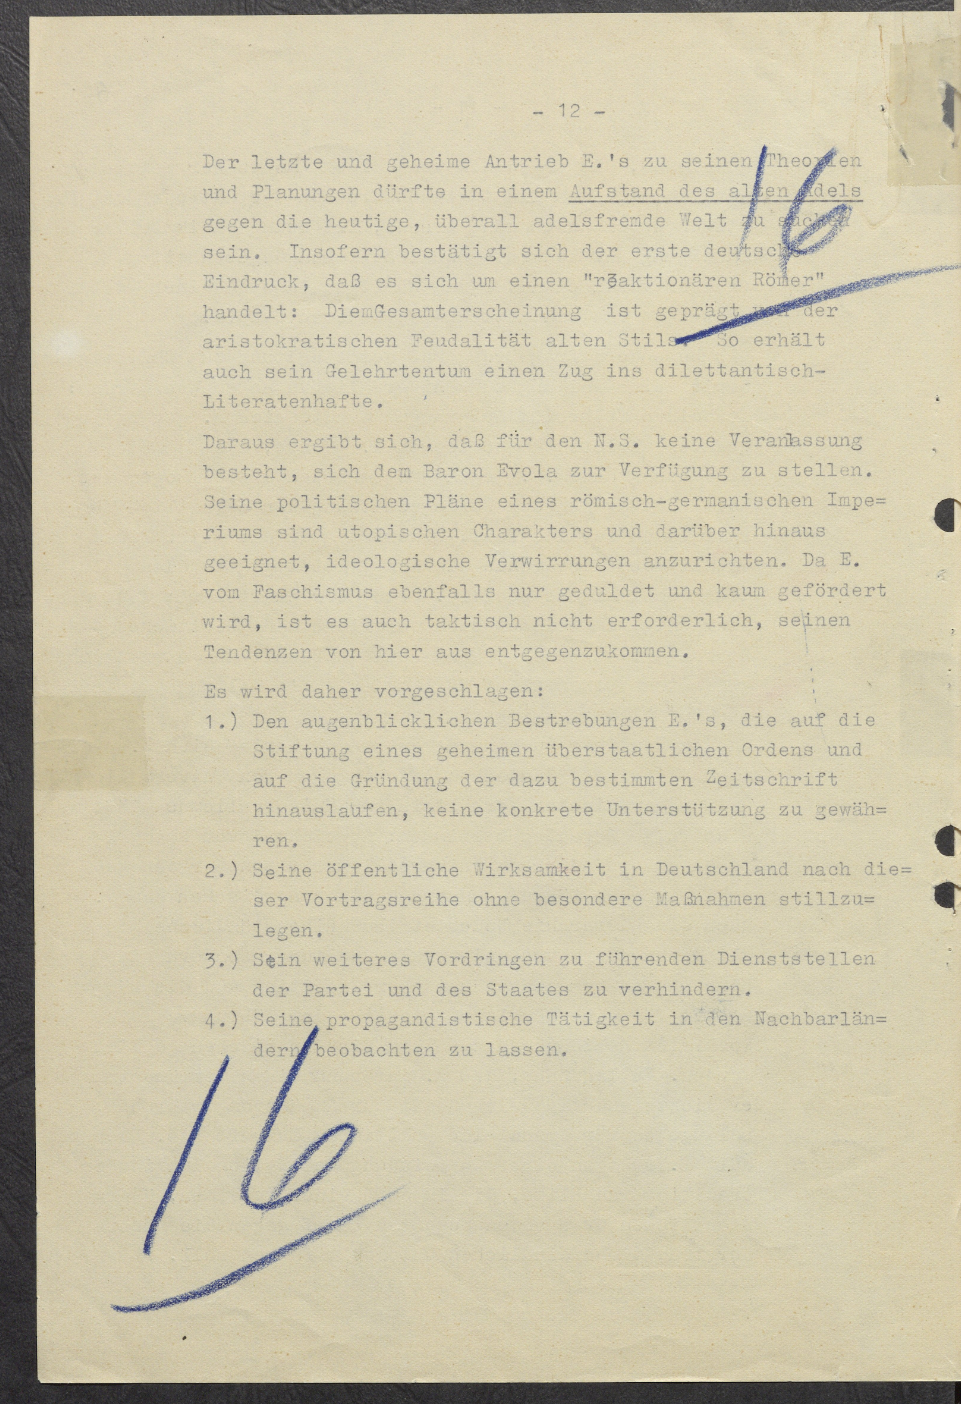 - 12 -
Der letzte und geheime Antrieb E.'s zu seinen Theorien
und Planungen dürfte in einem Aufstand des alten Adels
gegen die heutige, überall adelsfremde Welt zu suchen
sein. Insofern bestätigt sich der erste deutsche
Eindruck, daß es sich um einen "reaktionären Römer"
handelt: DiemGesamterscheinung ist geprägt von der
aristokratischen Feudalität alten Stils. So erhält
auch sein Gelehrtentum einen Zug ins dilettantisch-
Literatenhafte.
Daraus ergibt sich, daß für den N.S. keine Veranlassung
besteht, sich dem Baron Evola zur Verfügung zu stellen.
Seine politischen Pläne eines römisch-germanischen Impe=
riums sind utopischen Charakters und darüber hinaus
geeignet, ideologische Verwirrungen anzurichten. Da E.
vom Faschismus ebenfalls nur geduldet und kaum gefördert
wird, ist es auch taktisch nicht erforderlich, seinen
Tendenzen von hier aus entgegenzukommen.
Es wird daher vorgeschlagen:
1.) Den augenblicklichen Bestrebungen E.'s, die auf die
Stiftung eines geheimen überstaatlichen Ordens und
auf die Gründung der dazu bestimmten Zeitschrift
hinauslaufen, keine konkrete Unterstützung zu gewäh=
ren.
2.) Seine öffentliche Wirksamkeit in Deutschland nach die=
ser Vortragsreihe ohne besondere Maßnahmen stillzu=
legen.
3.) Sein weiteres Vordringen zu führenden Dienststellen
der Partei und des Staates zu verhindern.
4.) Seine propagandistische Tätigkeit in den Nachbarlän=
dern beobachten zu lassen.
16
16